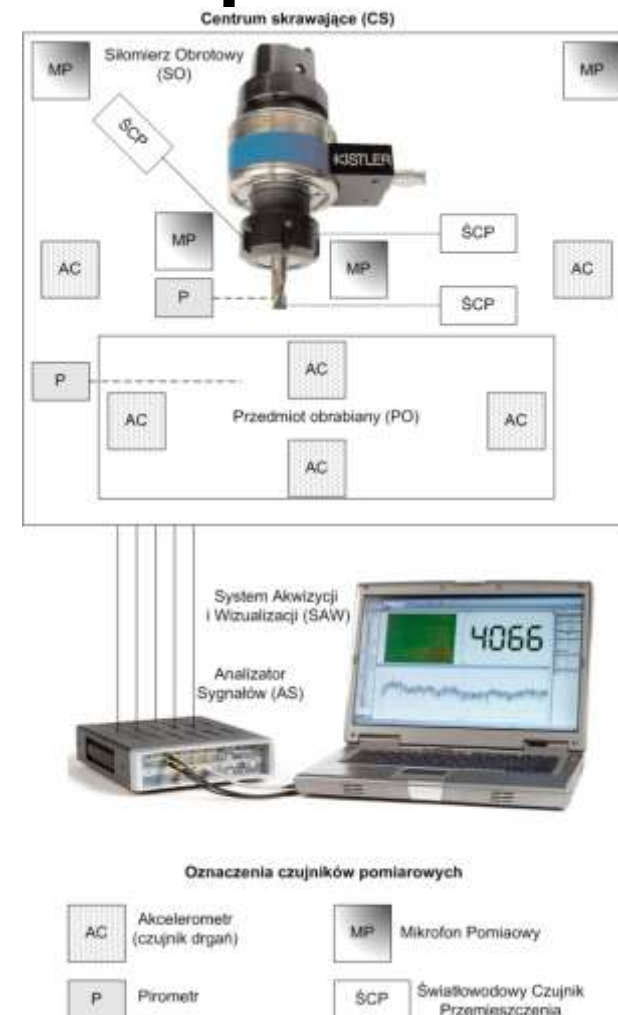 Centrum skrawające (CS)
MP
Siłomierz Obrotowy
(SO)
MP
ŚCP
KISTLER
MP
MP
ŚCP
AC
AC
P
ŚCP
AC
P
AC
Przedmiot obrabiany (PO)
AC
AC
System Akwizycji
i Wizualizacji (SAW)
4066
Analizator
Sygnałów (AS)
Oznaczenia czujników pomiarowych
AC
Akcelerometr
(czujnik drgań)
MP
Mikrofon Pomiaowy
P
Pirometr
ŚCP
Światłowodowy Czujnik
Przemieszczenia